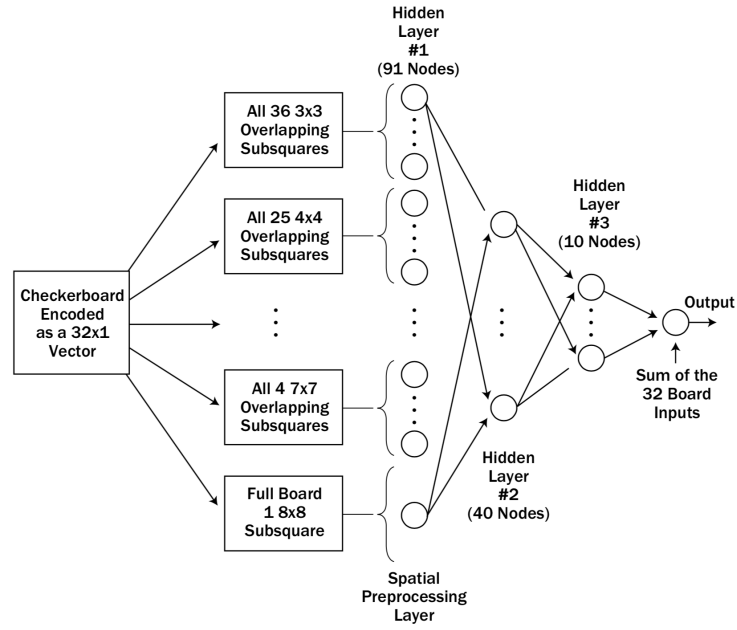 Hidden
Layer
#1
(91 Nodes)
All 36 3x3
Overlapping
Subsquares
All 25 4x4
Overlapping
Subsquares
Hidden
Layer
#3
(10 Nodes)
Checkerboard
Encoded
as a 32x1
Vector
Output
Sum of the
32 Board
Inputs
All 4 7x7
Overlapping
Subsquares
Hidden
Layer
#2
(40 Nodes)
Full Board
1 8x8
Subsquare
Spatial
Preprocessing
Layer